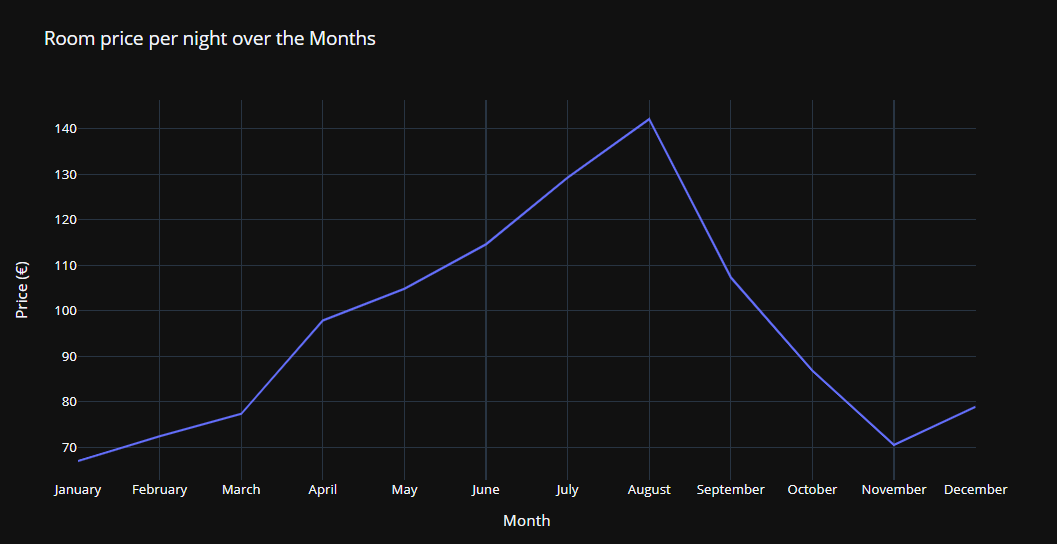 Room price per night over the Months
140
130
120
110
100
90
80
70
Price (€)
January February March April May June July August September October November December
Month